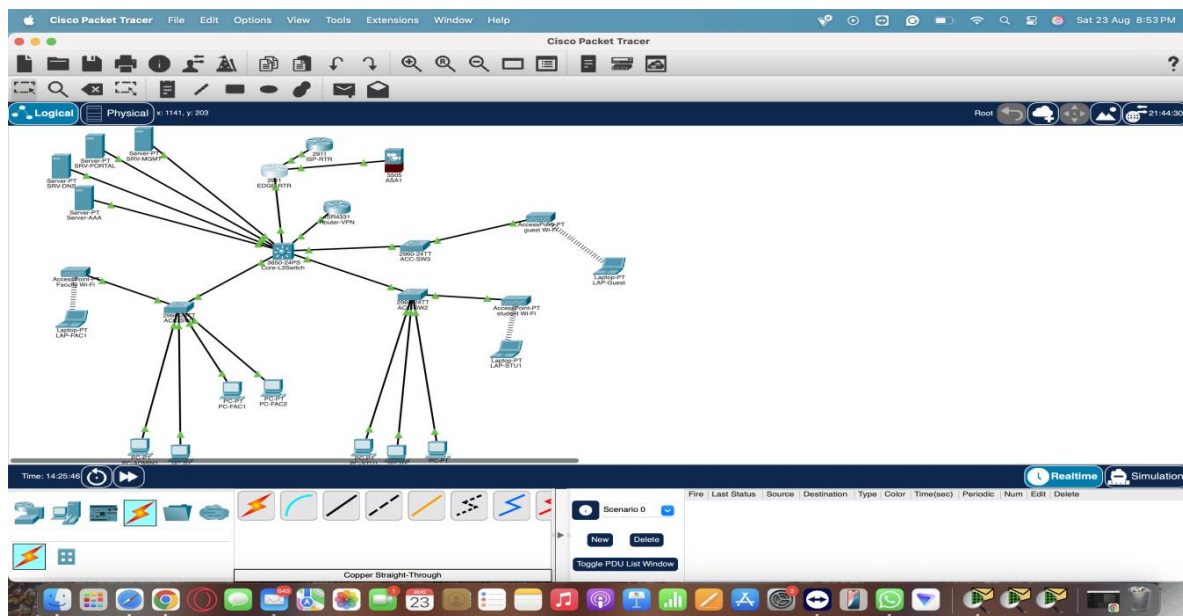 Cisco Packet Tracer File Edit Options View Tools Extensions Window Help Sat 23 Aug 8:53 PM
Cisco Packet Tracer
Logical Physical x: 1141, y: 203 Root 21:44:30
2911
ISP-RTR
Server-PT
SRV-MGMT
Server-PT
SRV-PORTAL
Server-PT
SRV-DNS
EDGE-RTR
5505
ASA1
Server-PT
Server-AAA
ISR4331
Router-VPN
AccessPoint-PT
guest Wi-Fi
2960-24TT
ACC-SW3
3650-24PS
Core-L3Switch
Laptop-PT
LAP-Guest
AccessPoint-PT
Faculty Wi-Fi
2960-24TT
ACC-SW2
AccessPoint-PT
student Wi-Fi
Laptop-PT
LAP-FAC1
Laptop-PT
LAP-STU1
PC-PT
PC-FAC1
PC-PT
PC-FAC2
Time: 14:25:46 Realtime Simulation
Scenario 0
New Delete
Toggle PDU List Window
Fire Last Status Source Destination Type Color Time(sec) Periodic Num Edit Delete
Copper Straight-Through